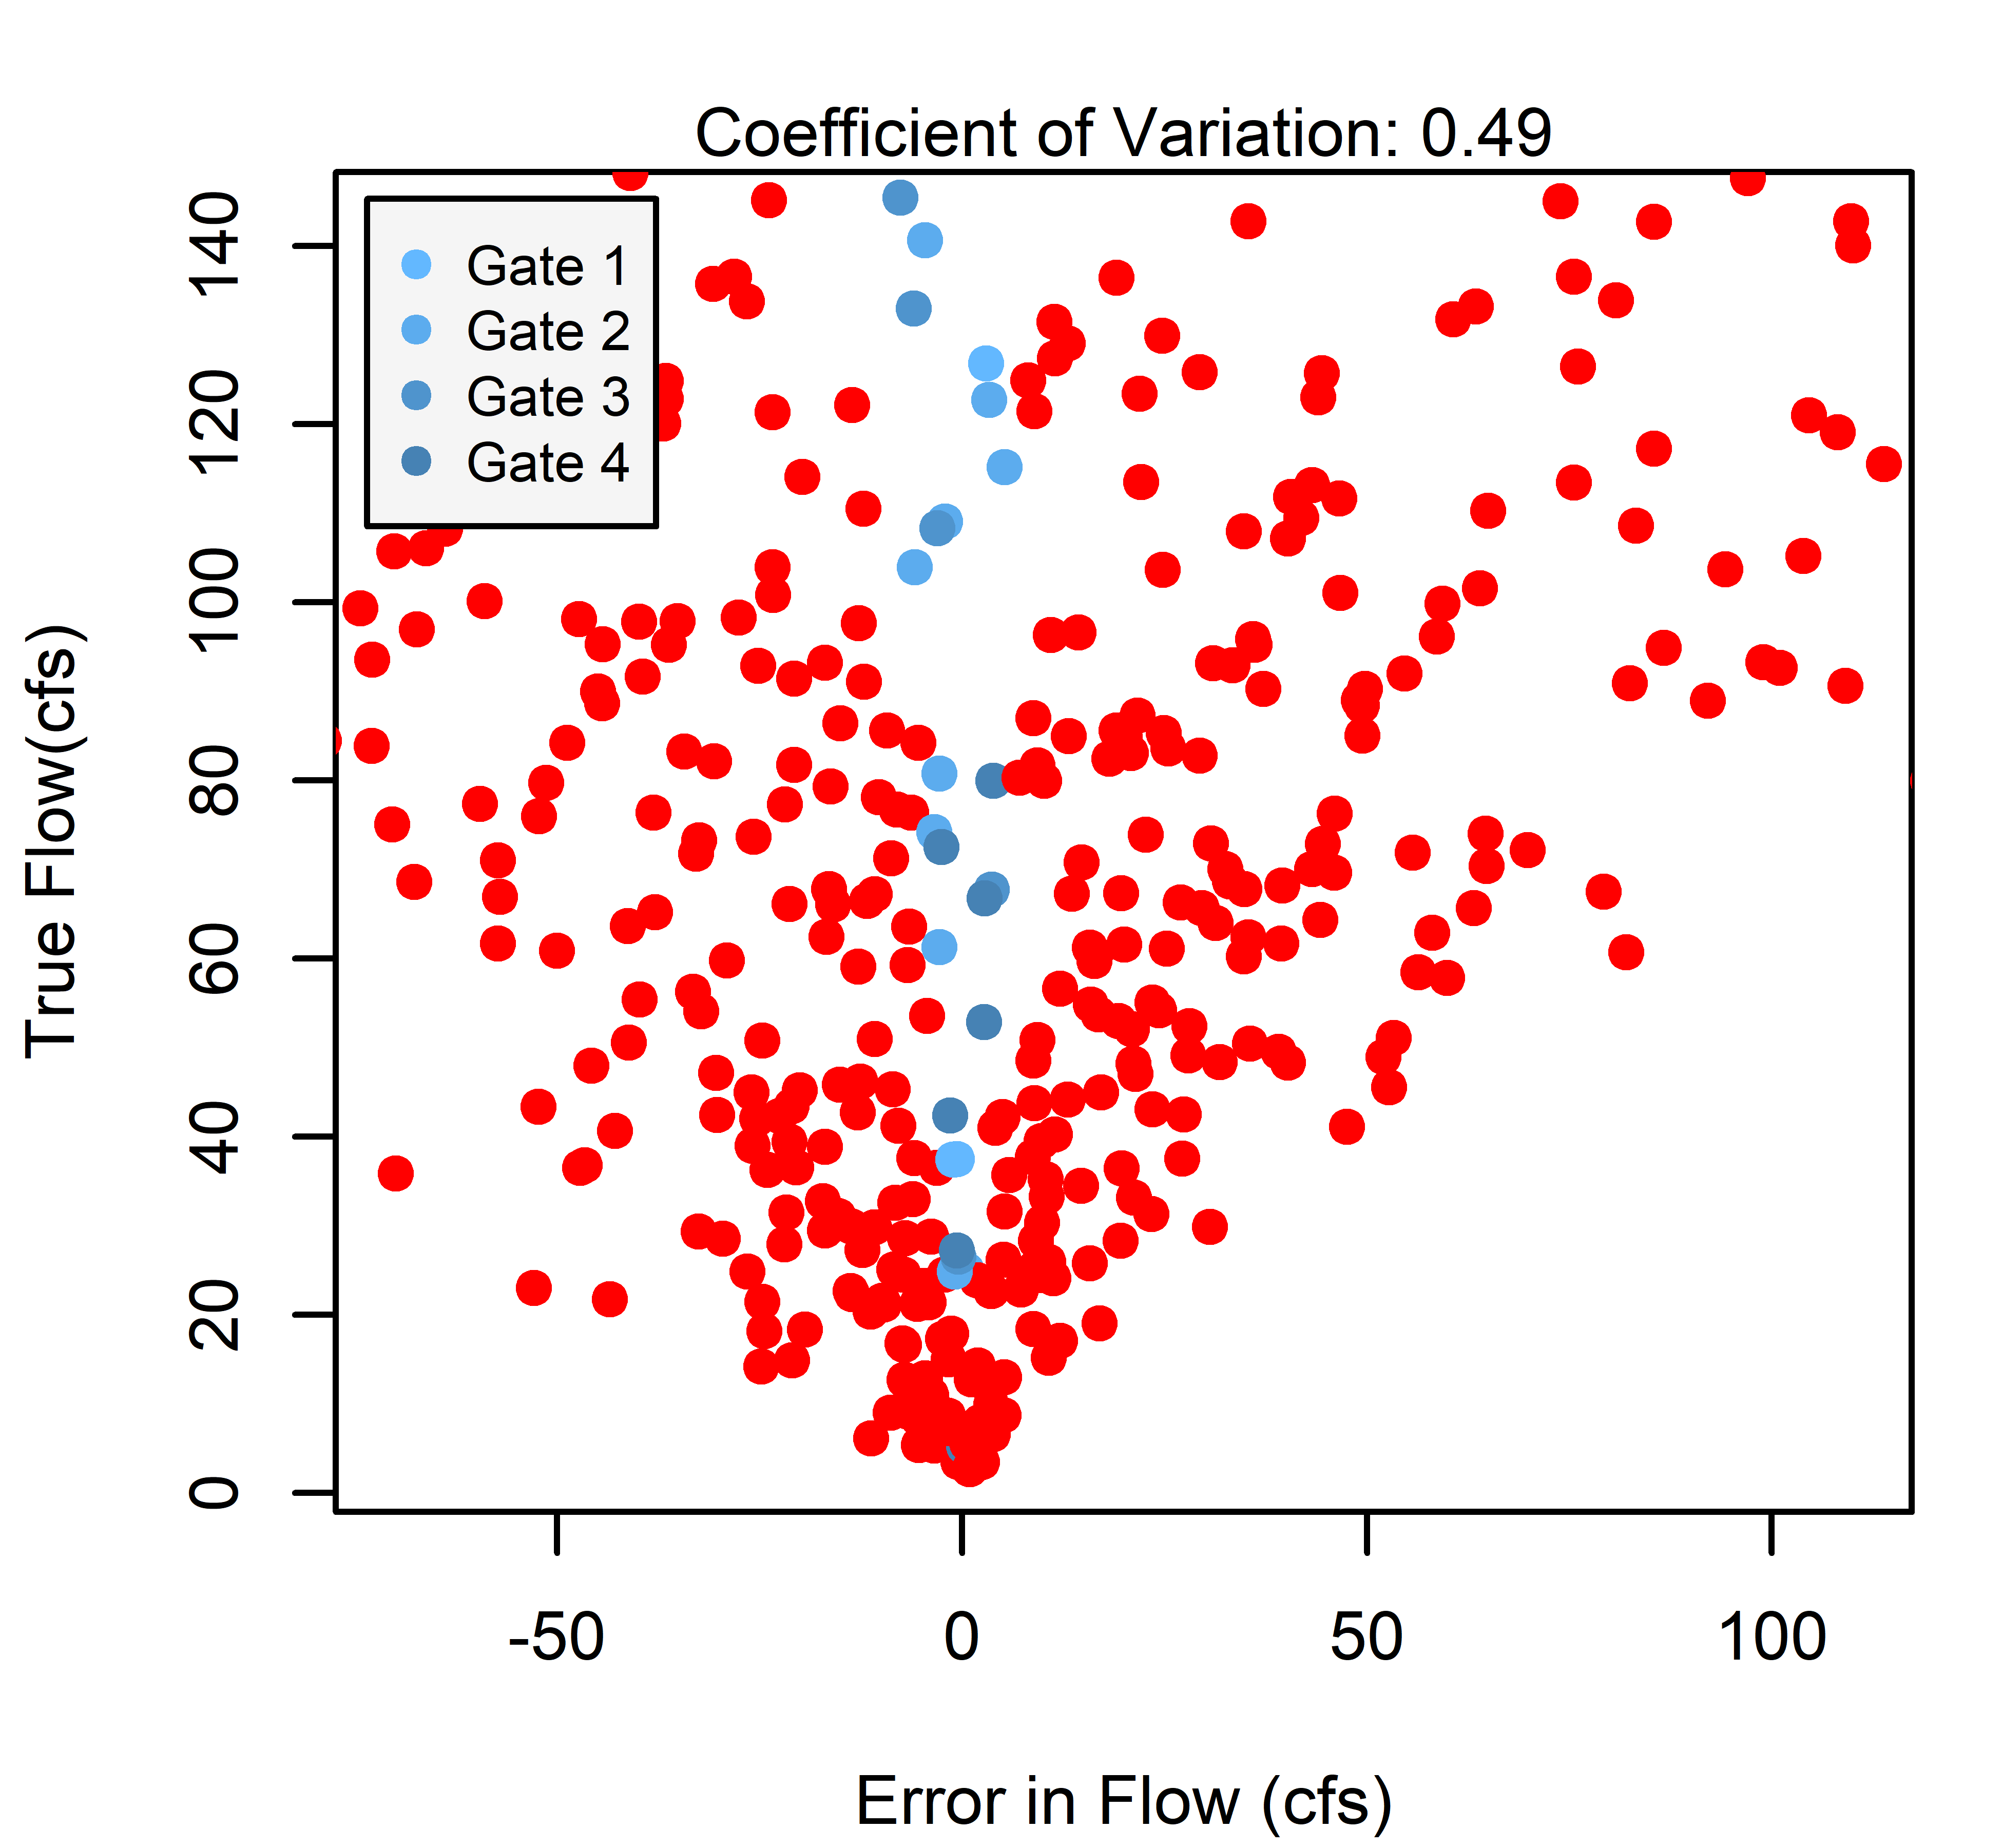 Coefficient of Variation: 0.49
Gate 1
Gate 2
Gate 3
Gate 4
True Flow(cfs)
140
120
100
80
60
40
20
0
-50 0 50 100
Error in Flow (cfs)